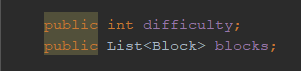 public int difficulty;
public List<Block> blocks;